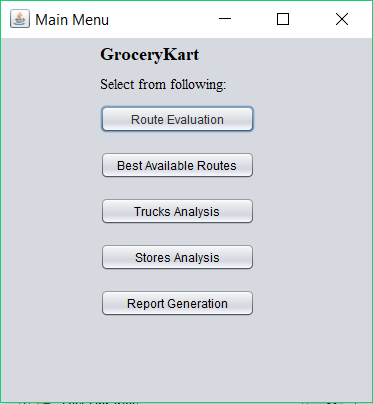 Main Menu
GroceryKart
Select from following:
Route Evaluation
Best Available Routes
Trucks Analysis
Stores Analysis
Report Generation